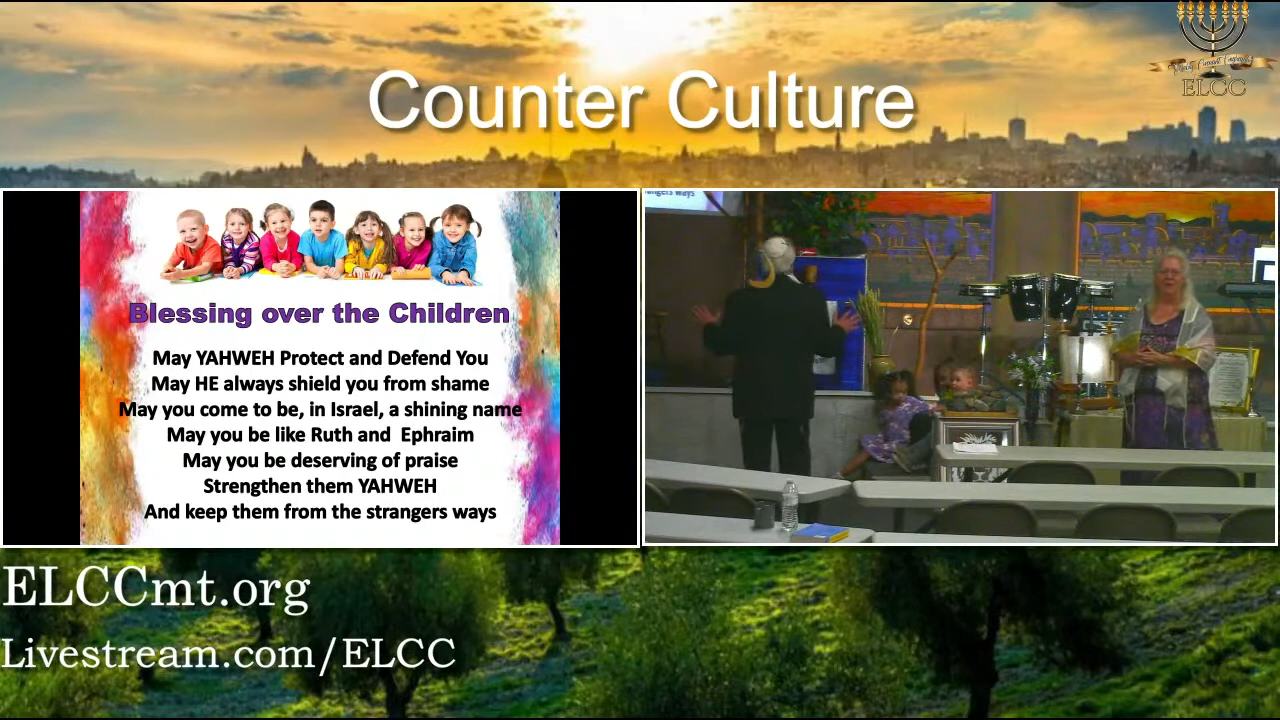 Counter Culture
ELCC
Blessing over the Children
May YAHWEH Protect and Defend You
May HE always shield you from shame
May you come to be, in Israel, a shining name
May you be like Ruth and Ephraim
May you be deserving of praise
Strengthen them YAHWEH
And keep them from the strangers ways
ways
ELCCmt.org
Livestream.com/ELCC